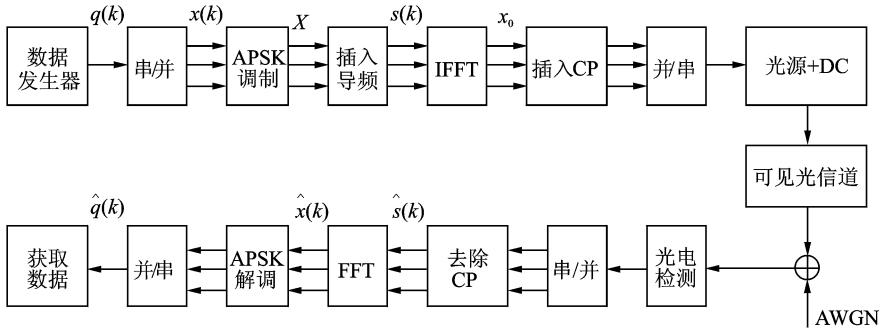 q(k)
x(k)
X
s(k)
x₀
数据
发生器
串/并
APSK
调制
插入
导频
IFFT
插入CP
并/串
光源+DC
可见光信道
q̂(k)
x̂(k)
ŝ(k)
获取
数据
并/串
APSK
解调
FFT
去除
CP
串/并
光电
检测
AWGN